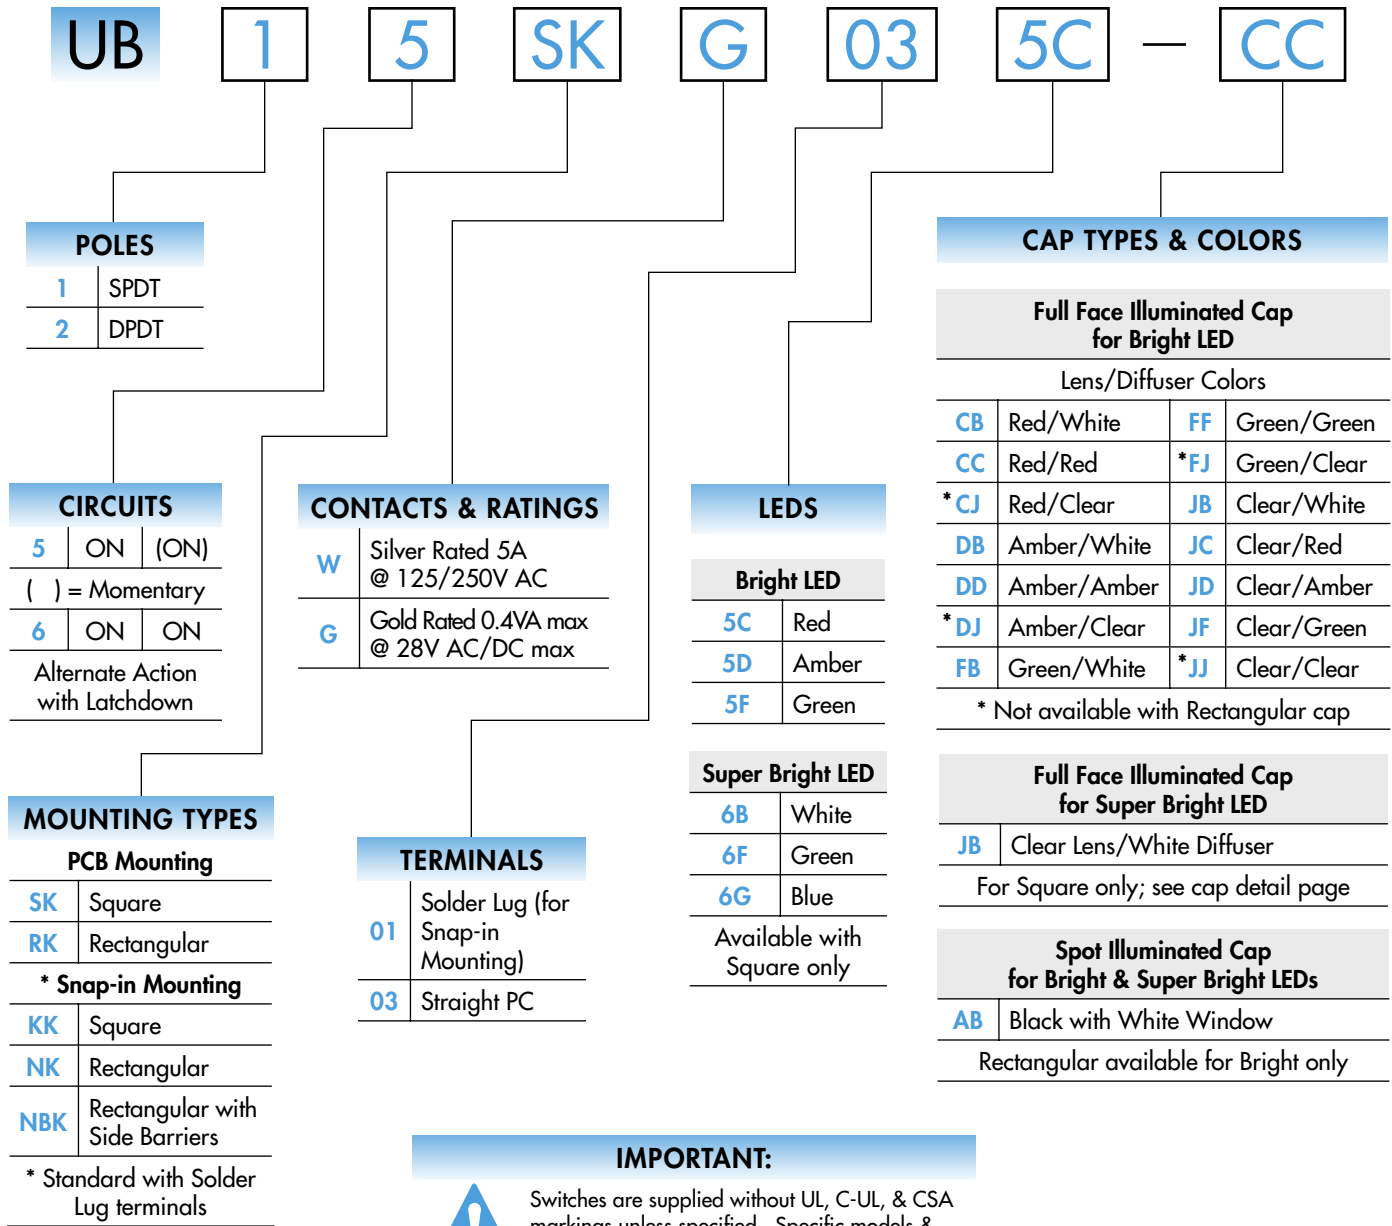 UB 1 5 SK G 03 5C — CC
POLES
1 SPDT
2 DPDT
CIRCUITS
5 ON (ON)
( ) = Momentary
6 ON ON
Alternate Action
with Latchdown
MOUNTING TYPES
PCB Mounting
SK Square
RK Rectangular
* Snap-in Mounting
KK Square
NK Rectangular
NBK Rectangular with
Side Barriers
* Standard with Solder
Lug terminals
CONTACTS & RATINGS
W Silver Rated 5A
@ 125/250V AC
G Gold Rated 0.4VA max
@ 28V AC/DC max
TERMINALS
01 Solder Lug (for
Snap-in
Mounting)
03 Straight PC
LEDS
Bright LED
5C Red
5D Amber
5F Green
Super Bright LED
6B White
6F Green
6G Blue
Available with
Square only
CAP TYPES & COLORS
Full Face Illuminated Cap
for Bright LED
Lens/Diffuser Colors
CB Red/White FF Green/Green
CC Red/Red *FJ Green/Clear
*CJ Red/Clear JB Clear/White
DB Amber/White JC Clear/Red
DD Amber/Amber JD Clear/Amber
*DJ Amber/Clear JF Clear/Green
FB Green/White *JJ Clear/Clear
* Not available with Rectangular cap
Full Face Illuminated Cap
for Super Bright LED
JB Clear Lens/White Diffuser
For Square only; see cap detail page
Spot Illuminated Cap
for Bright & Super Bright LEDs
AB Black with White Window
Rectangular available for Bright only
IMPORTANT:
Switches are supplied without UL, C-UL, & CSA
markings unless specified. Specific models &